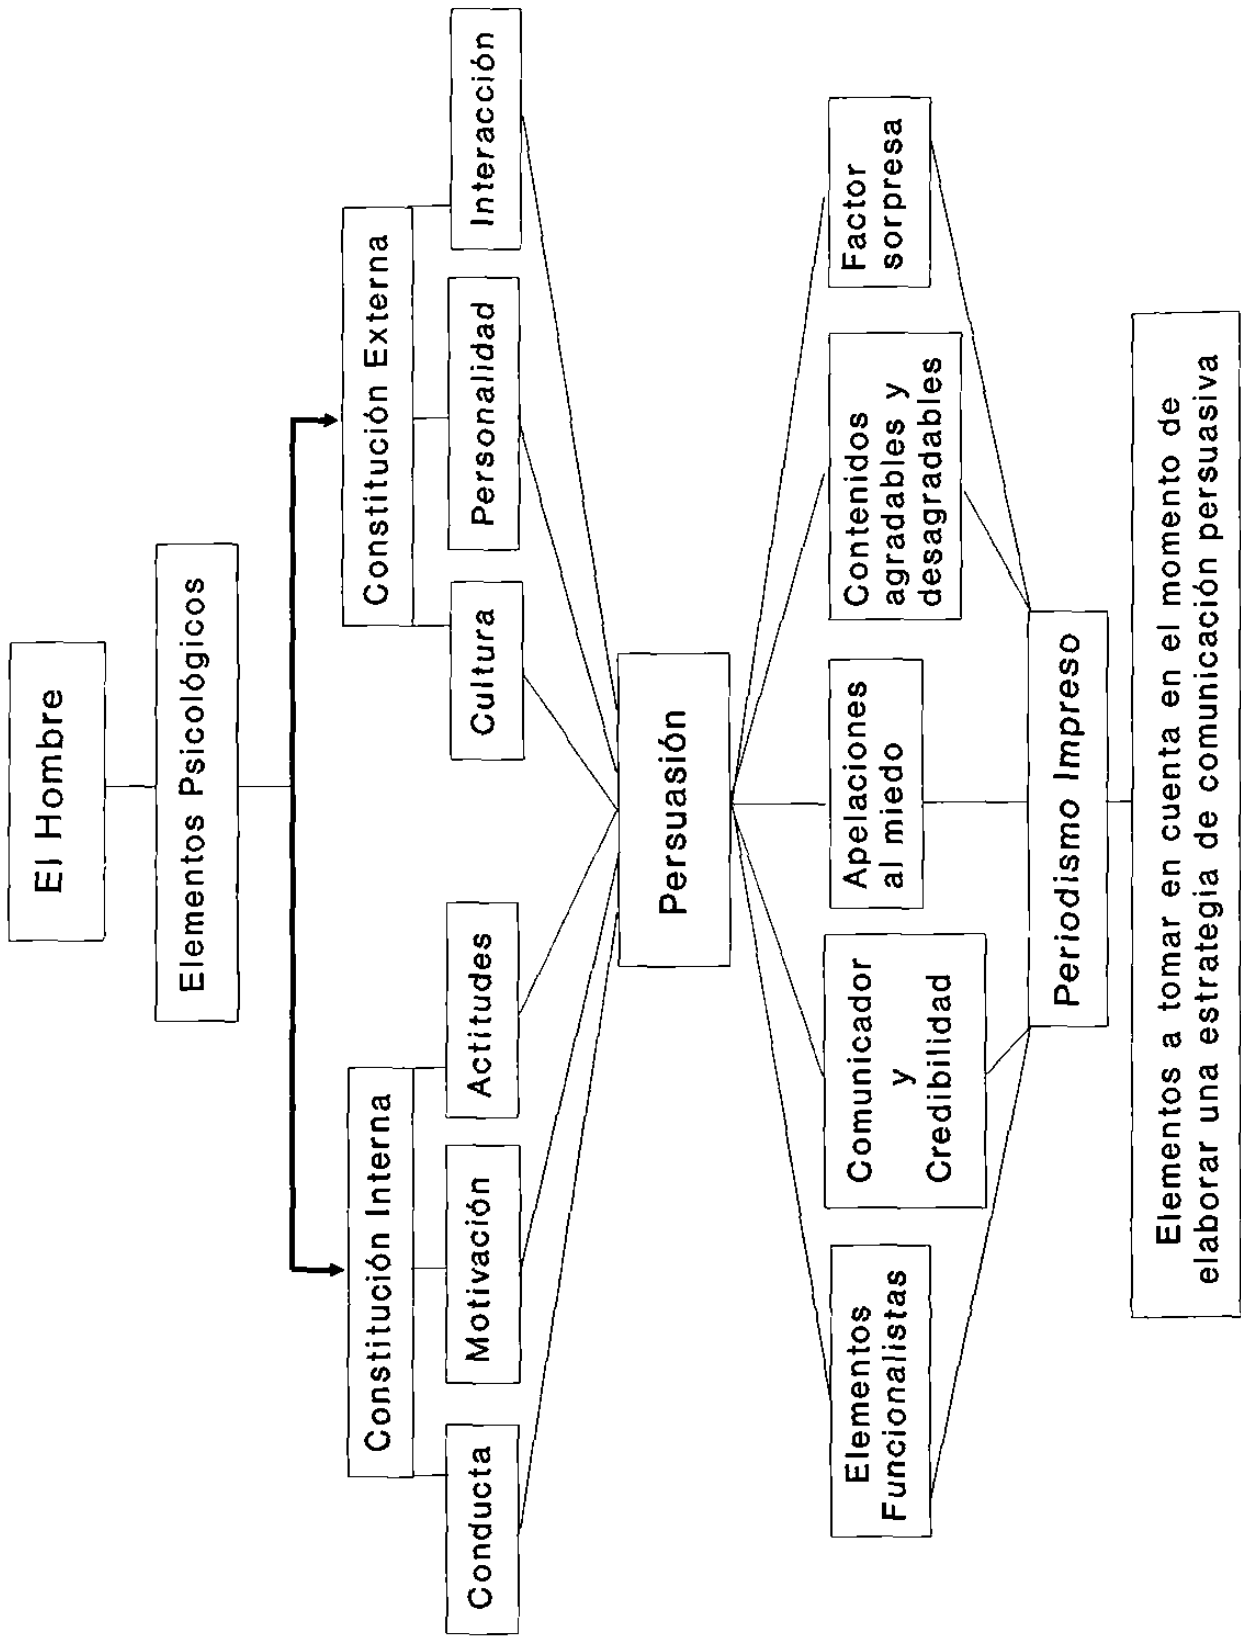 El Hombre
Elementos Psicológicos
Constitución Interna
Constitución Externa
Conducta
Motivación
Actitudes
Cultura
Personalidad
Interacción
Persuasión
Elementos
Funcionalistas
Comunicador
y
Credibilidad
Apelaciones
al miedo
Contenidos
agradables y
desagradables
Factor
sorpresa
Periodismo Impreso
Elementos a tomar en cuenta en el momento de
elaborar una estrategia de comunicación persuasiva